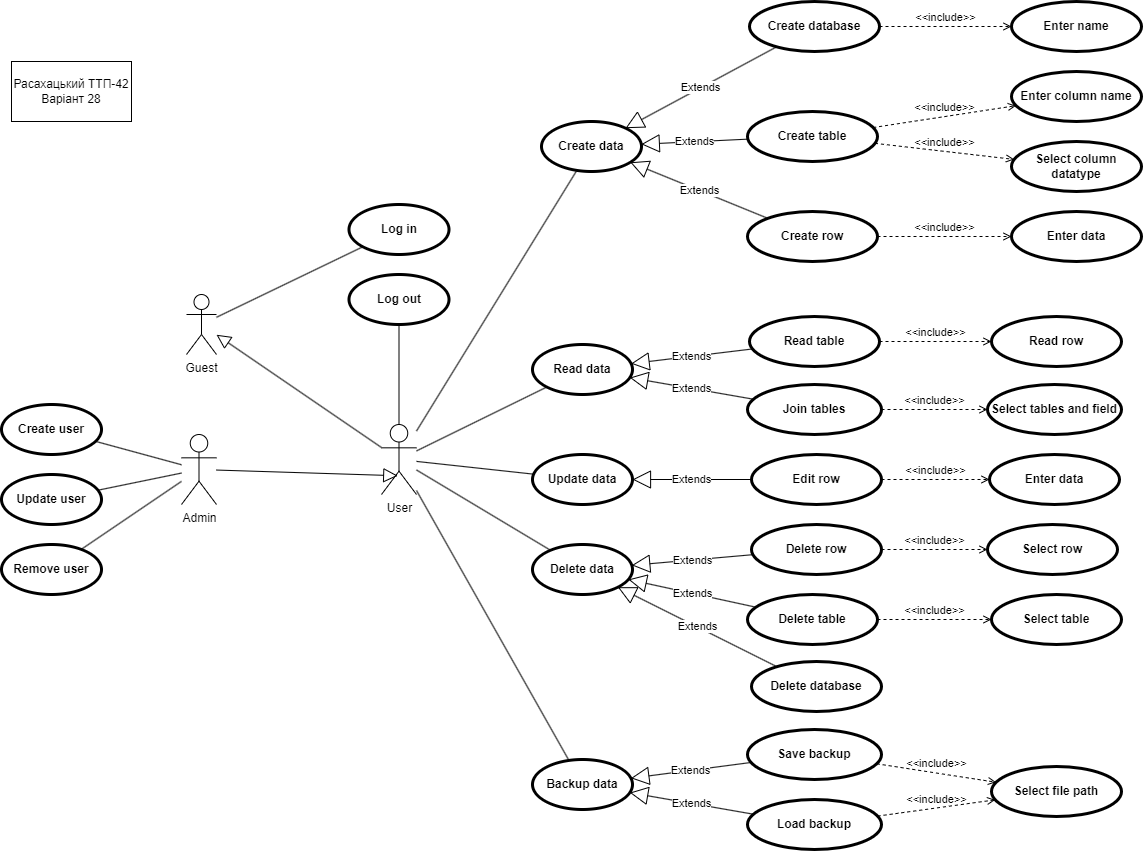 Расахацький ТТП-42
Варіант 28
Create database
<<include>>
Enter name
Extends
Create data
Extends
Create table
<<include>>
Enter column name
<<include>>
Select column
datatype
Extends
Create row
<<include>>
Enter data
Log in
Log out
Guest
Read data
Extends
Read table
<<include>>
Read row
Extends
Join tables
<<include>>
Select tables and field
Create user
Update user
Remove user
Admin
User
Update data
Extends
Edit row
<<include>>
Enter data
Delete data
Extends
Delete row
<<include>>
Select row
Extends
Delete table
<<include>>
Select table
Extends
Delete database
Backup data
Extends
Save backup
<<include>>
Select file path
Extends
Load backup
<<include>>